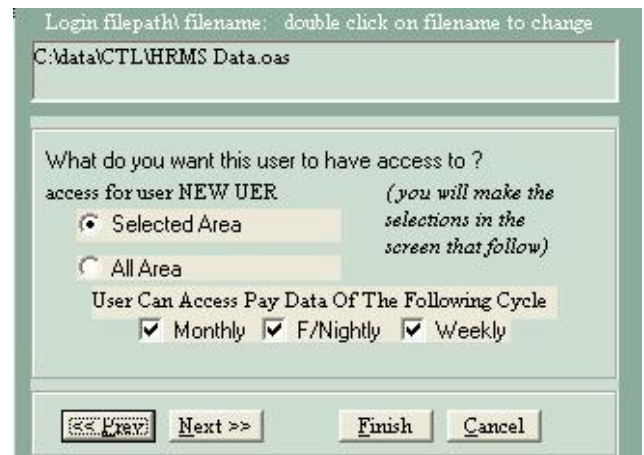 Login filepath\ filename: double click on filename to change
C:\data\CTL\HRMS Data.oas
What do you want this user to have access to ?
access for user NEW UER
(you will make the
selections in the
screen that follow)
Selected Area
All Area
User Can Access Pay Data Of The Following Cycle
Monthly F/Nightly Weekly
<< Prev Next >> Finish Cancel